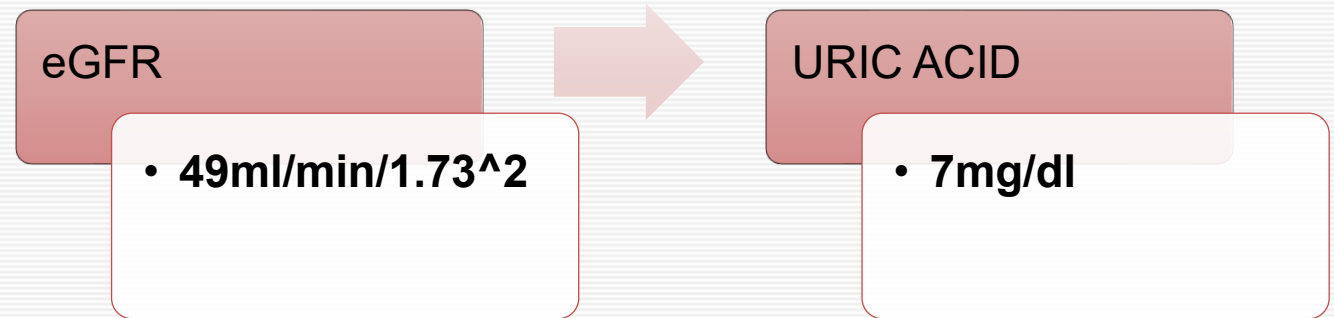 eGFR
• 49ml/min/1.73^2
URIC ACID
• 7mg/dl